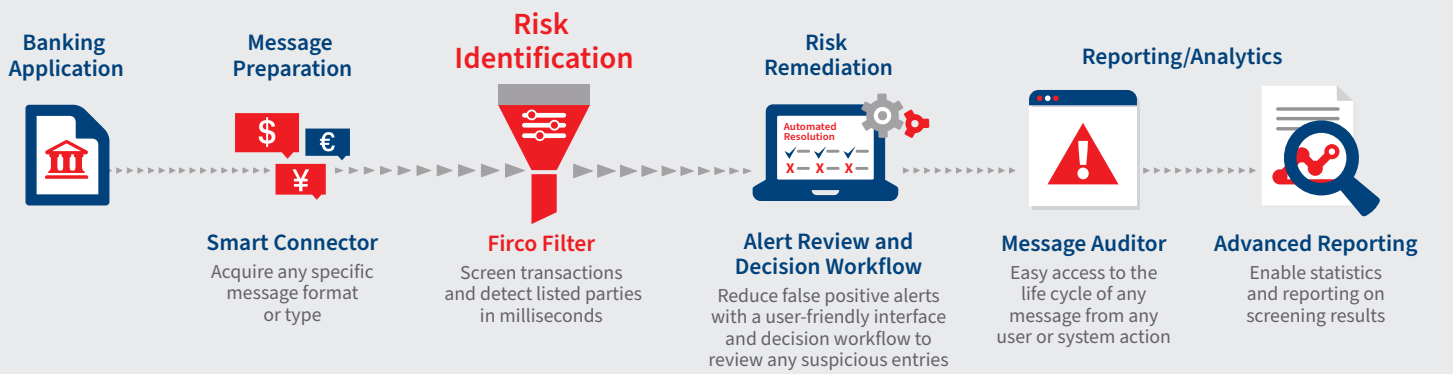 Banking
Application
Message
Preparation
Risk
Identification
Risk
Remediation
Reporting/Analytics
$
€
¥
Automated
Resolution
Smart Connector
Acquire any specific
message format
or type
Firco Filter
Screen transactions
and detect listed parties
in milliseconds
Alert Review and
Decision Workflow
Reduce false positive alerts
with a user-friendly interface
and decision workflow to
review any suspicious entries
Message Auditor
Easy access to the
life cycle of any
message from any
user or system action
Advanced Reporting
Enable statistics
and reporting on
screening results